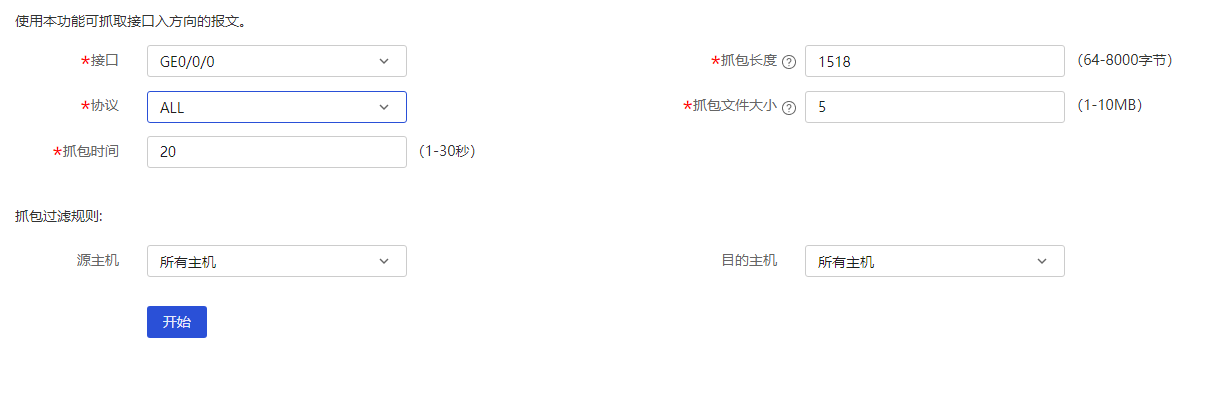 使用本功能可抓取接口入方向的报文。
*接口 GE0/0/0 *抓包长度 ? 1518 (64-8000字节)
*协议 ALL *抓包文件大小 ? 5 (1-10MB)
*抓包时间 20 (1-30秒)
抓包过滤规则:
源主机 所有主机 目的主机 所有主机
开始